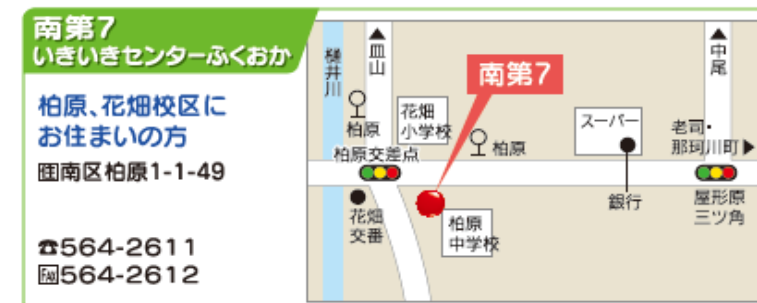 南第7
いきいきセンターふくおか
柏原、花畑校区に
お住まいの方
住南区柏原1-1-49
☎564-2611
FAX564-2612
樋井川
▲皿山
柏原
花畑
小学校
南第7
柏原
スーパー
銀行
▲中尾
老司・
那珂川町▶
柏原交差点
花畑
交番
柏原
中学校
屋形原
三ツ角